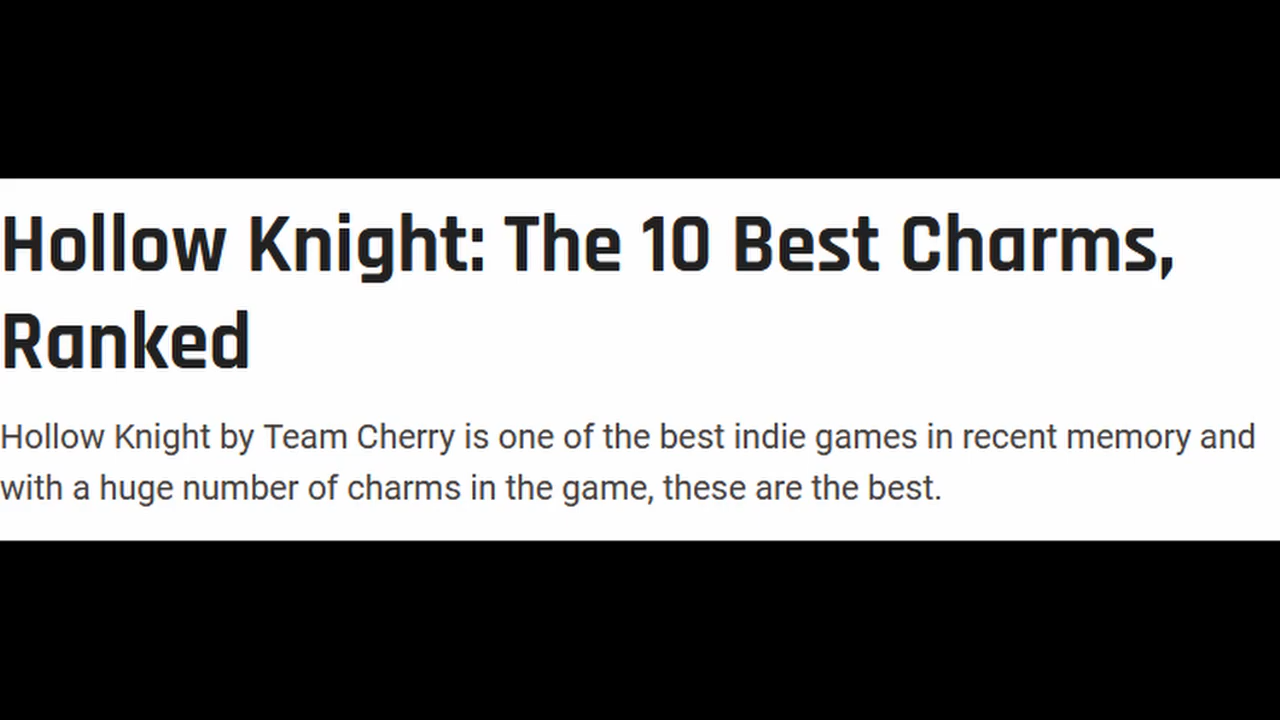 Hollow Knight: The 10 Best Charms,
Ranked
Hollow Knight by Team Cherry is one of the best indie games in recent memory and
with a huge number of charms in the game, these are the best.